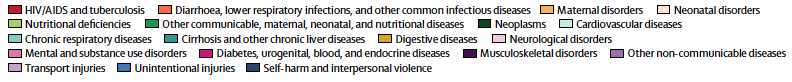 HIV/AIDS and tuberculosis Diarrhoea, lower respiratory infections, and other common infectious diseases Maternal disorders Neonatal disorders
Nutritional deficiencies Other communicable, maternal, neonatal, and nutritional diseases Neoplasms Cardiovascular diseases
Chronic respiratory diseases Cirrhosis and other chronic liver diseases Digestive diseases Neurological disorders
Mental and substance use disorders Diabetes, urogenital, blood, and endocrine diseases Musculoskeletal disorders Other non-communicable diseases
Transport injuries Unintentional injuries Self-harm and interpersonal violence